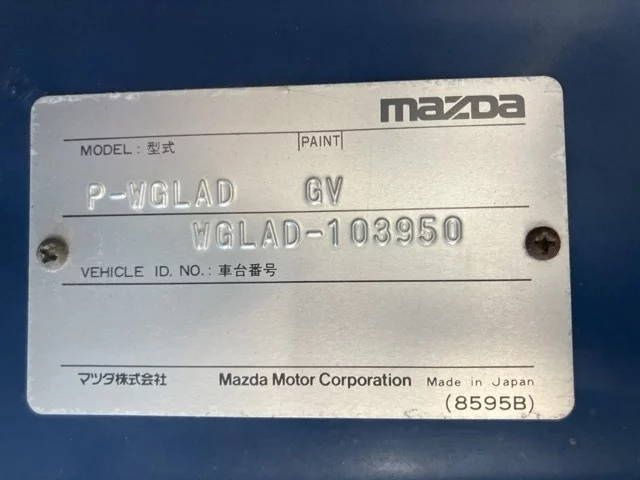 mazda
MODEL : 型式 PAINT
P-WGLAD GV
WGLAD-103950
VEHICLE ID. NO. : 車台番号
マツダ株式会社 Mazda Motor Corporation Made in Japan
(8595B)